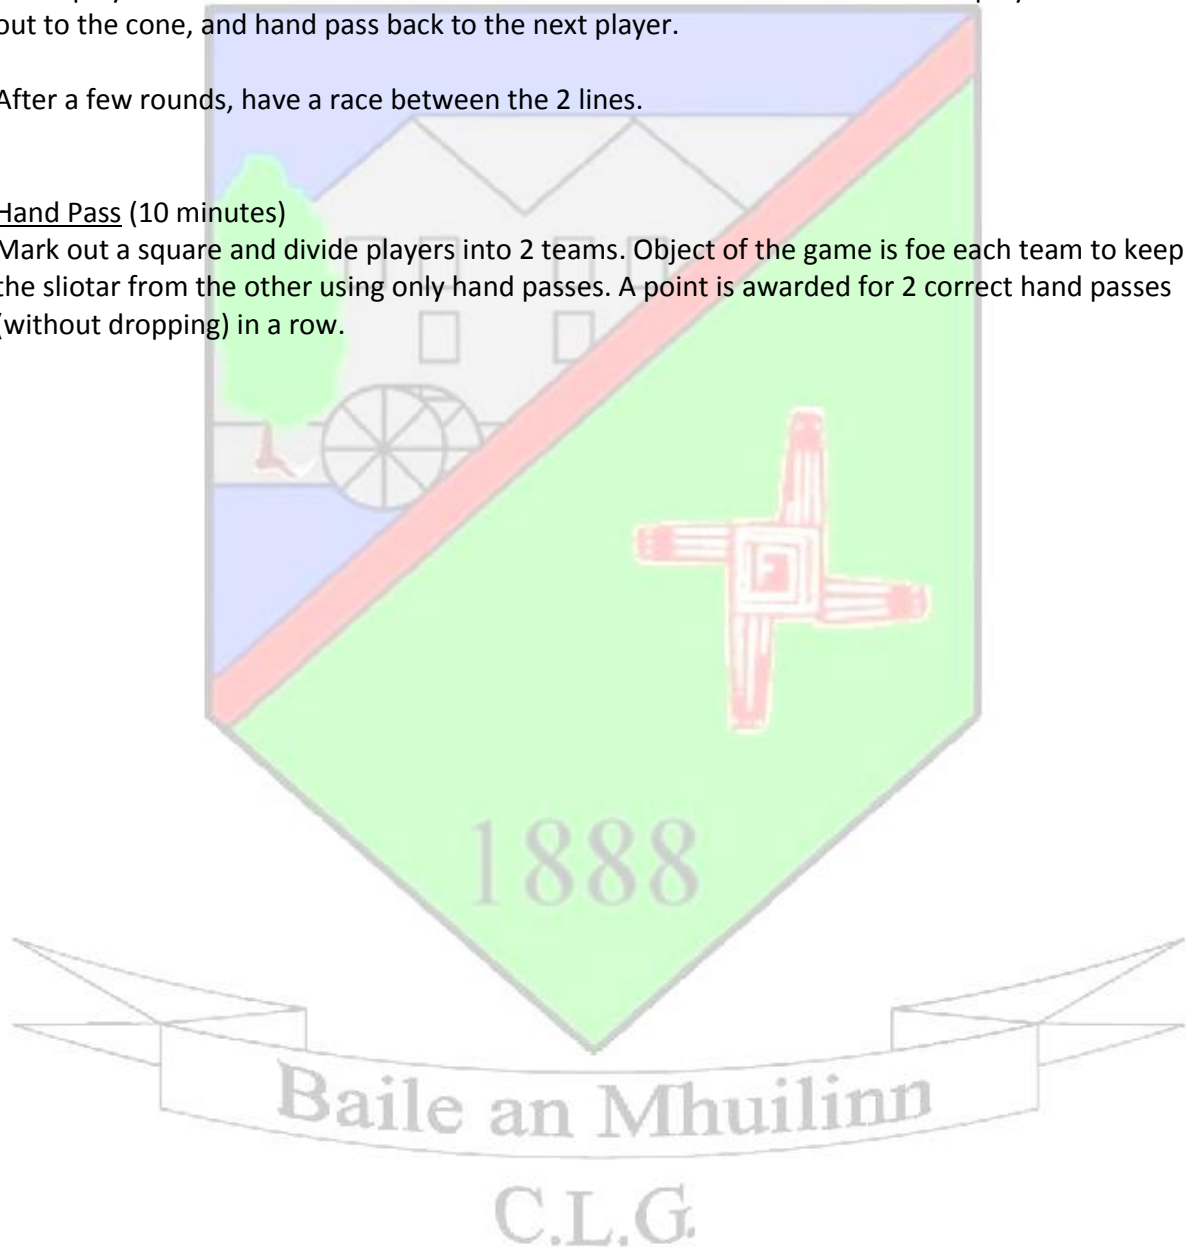 out to the cone, and hand pass back to the next player.
After a few rounds, have a race between the 2 lines.
Hand Pass (10 minutes)
Mark out a square and divide players into 2 teams. Object of the game is foe each team to keep
the sliotar from the other using only hand passes. A point is awarded for 2 correct hand passes
(without dropping) in a row.
1888
Baile an Mhuilinn
C.L.G.